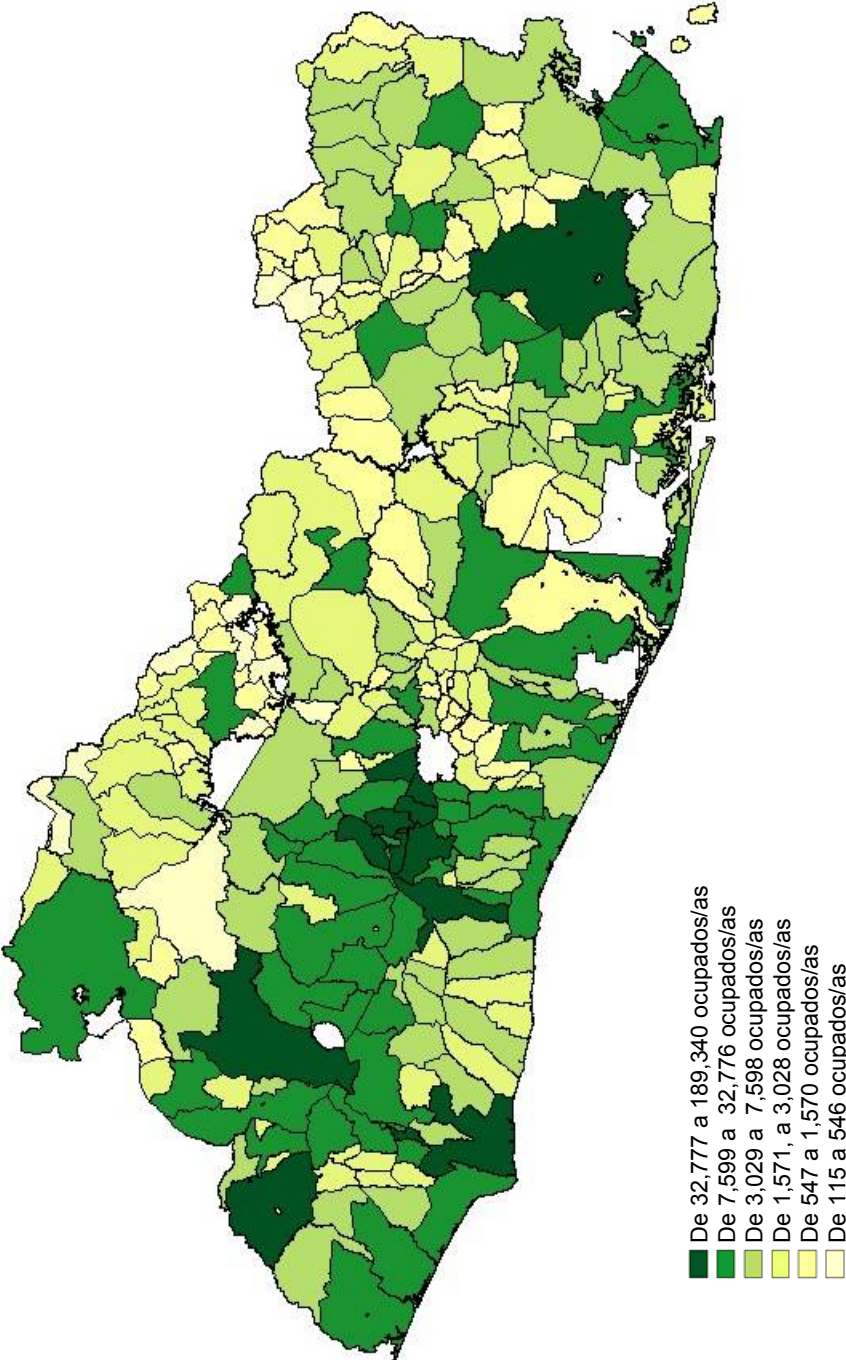 De 32,777 a 189,340 ocupados/as
De 7,599 a 32,776 ocupados/as
De 3,029 a 7,598 ocupados/as
De 1,571, a 3,028 ocupados/as
De 547 a 1,570 ocupados/as
De 115 a 546 ocupados/as